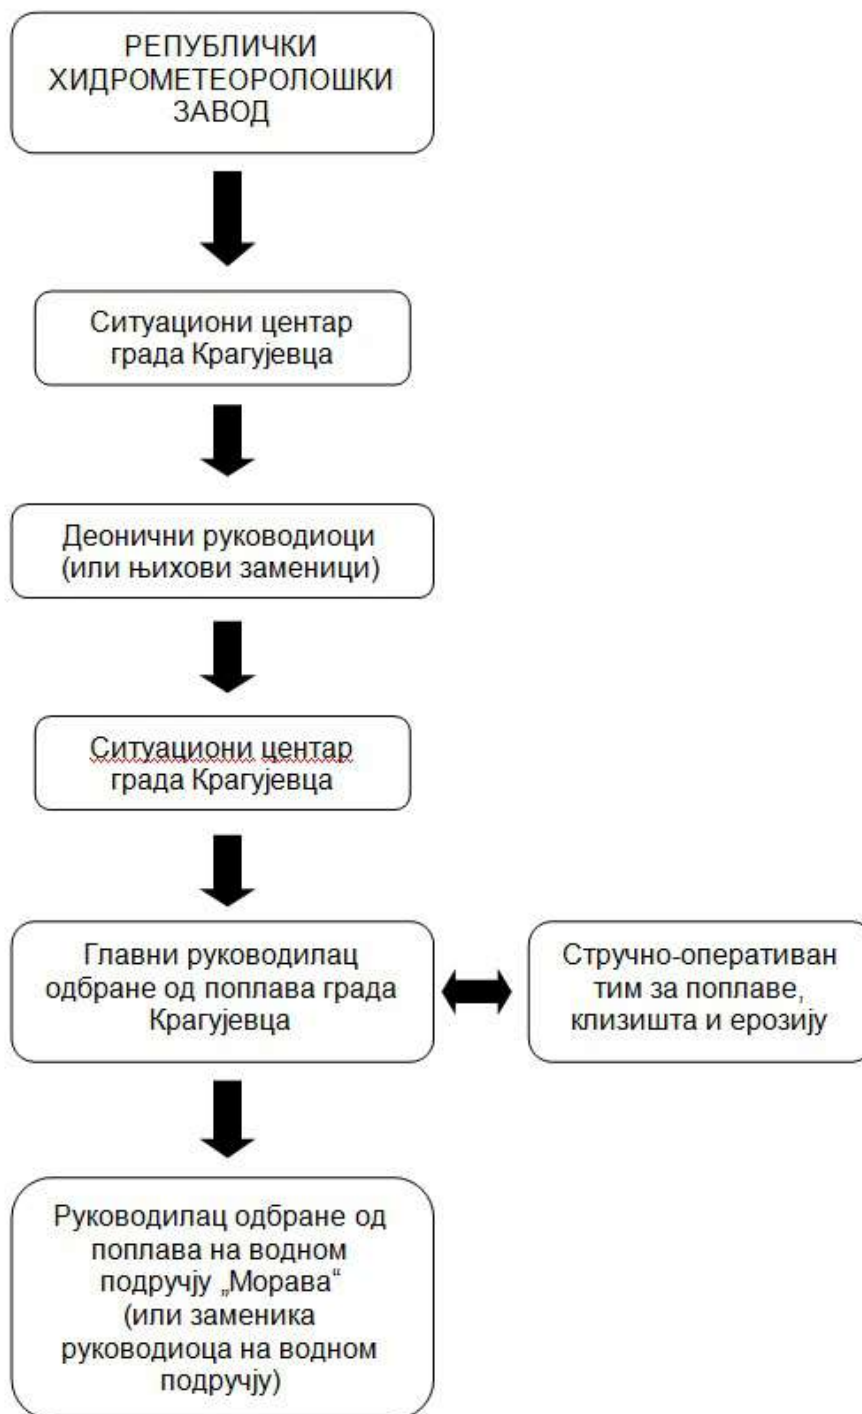 РЕПУБЛИЧКИ
ХИДРОМЕТЕОРОЛОШКИ
ЗАВОД
Ситуациони центар
града Крагујевца
Деонични руководиоци
(или њихови заменици)
Ситуациони центар
града Крагујевца
Главни руководилац
одбране од поплава града
Крагујевца
Стручно-оперативан
тим за поплаве,
клизишта и ерозију
Руководилац одбране од
поплава на водном
подручју „Морава“
(или заменика
руководиоца на водном
подручју)